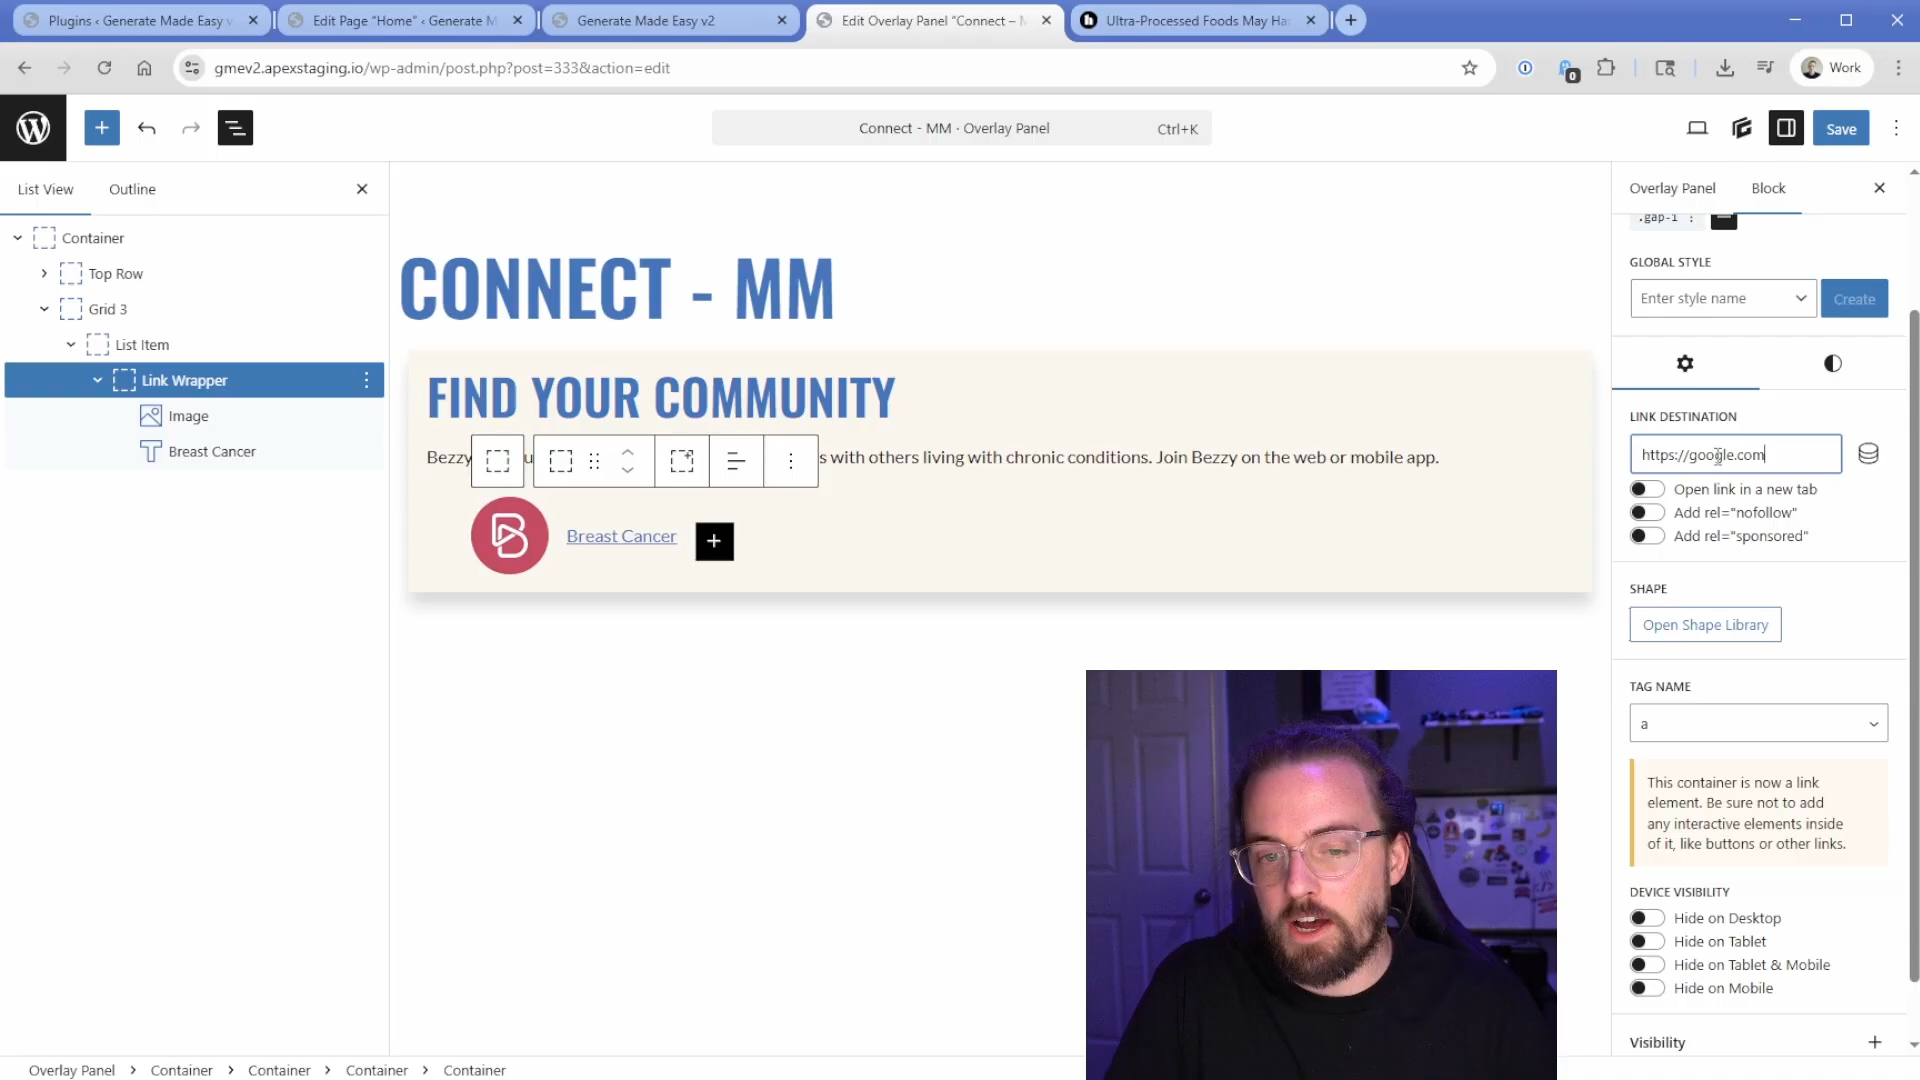 Plugins ‹ Generate Made Easy v
Edit Page "Home" ‹ Generate M
Generate Made Easy v2
Edit Overlay Panel "Connect – M
Ultra-Processed Foods May Ha
gmev2.apexstaging.io/wp-admin/post.php?post=333&action=edit
0
Work
Connect - MM · Overlay Panel
Ctrl+K
Save
List View
Outline
Container
Top Row
Grid 3
List Item
Link Wrapper
Image
Breast Cancer
CONNECT - MM
FIND YOUR COMMUNITY
Bezzy
u
s with others living with chronic conditions. Join Bezzy on the web or mobile app.
B
Breast Cancer
Overlay Panel
Block
.gap-1 :
GLOBAL STYLE
Enter style name
Create
LINK DESTINATION
https://google.com
Open link in a new tab
Add rel="nofollow"
Add rel="sponsored"
SHAPE
Open Shape Library
TAG NAME
a
This container is now a link
element. Be sure not to add
any interactive elements inside
of it, like buttons or other links.
DEVICE VISIBILITY
Hide on Desktop
Hide on Tablet
Hide on Tablet & Mobile
Hide on Mobile
Visibility
Overlay Panel > Container > Container > Container > Container